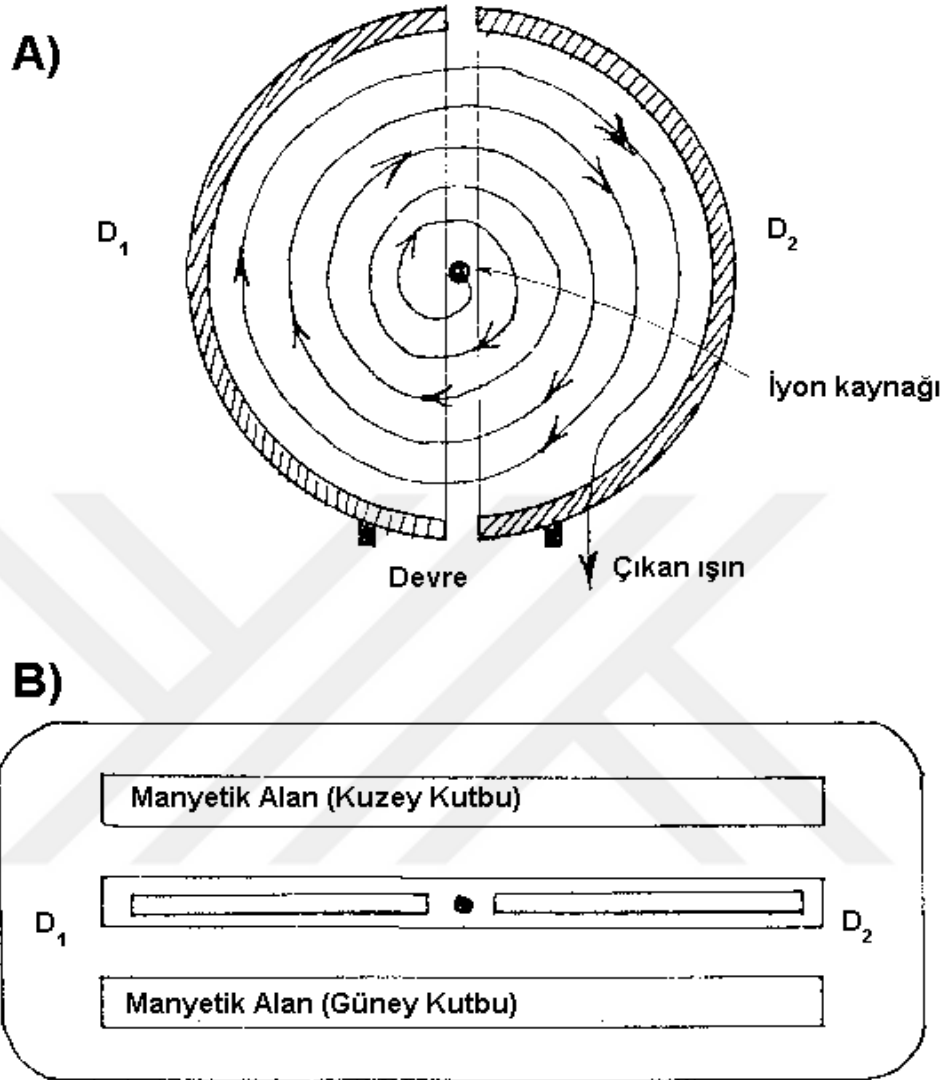 A)
D1
D2
İyon kaynağı
Devre
Çıkan ışın
B)
Manyetik Alan (Kuzey Kutbu)
D1
D2
Manyetik Alan (Güney Kutbu)